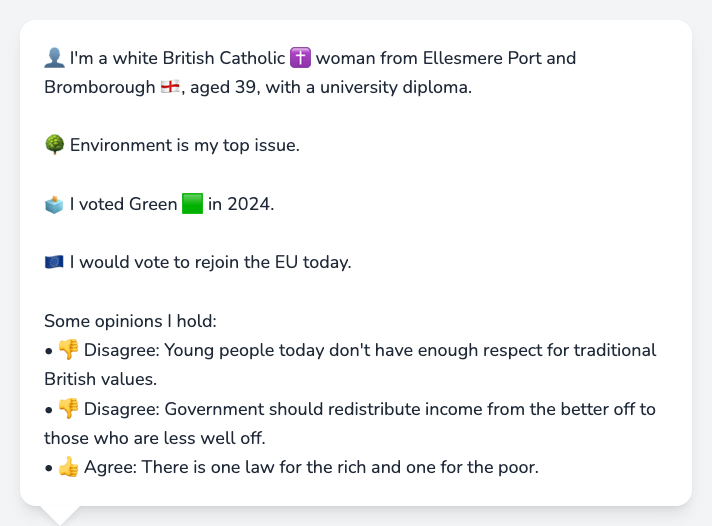 👤 I'm a white British Catholic ✝️ woman from Ellesmere Port and
Bromborough 🏴󠁧󠁢󠁥󠁮󠁧󠁿, aged 39, with a university diploma.
🌳 Environment is my top issue.
🗳️ I voted Green 🟩 in 2024.
🇪🇺 I would vote to rejoin the EU today.
Some opinions I hold:
• 👎 Disagree: Young people today don't have enough respect for traditional
British values.
• 👎 Disagree: Government should redistribute income from the better off to
those who are less well off.
• 👍 Agree: There is one law for the rich and one for the poor.